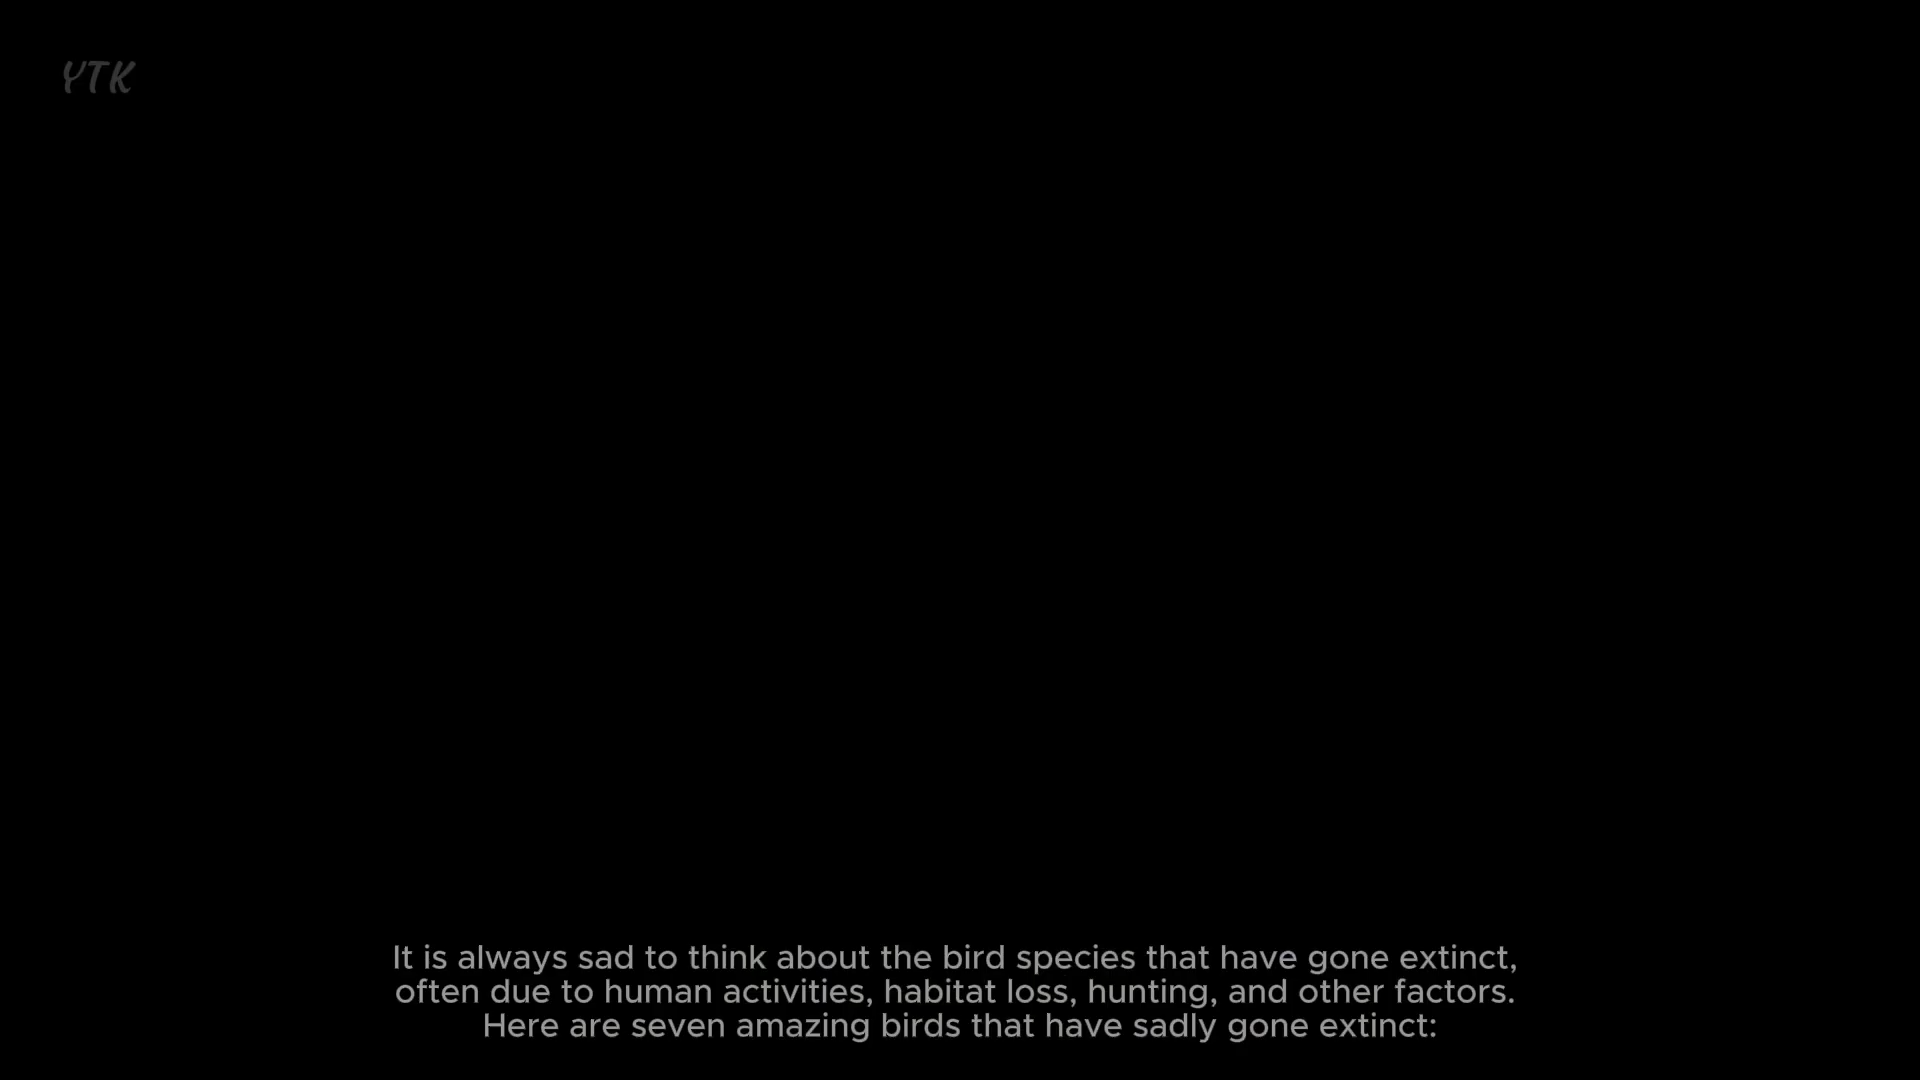 YTK
It is always sad to think about the bird species that have gone extinct,
often due to human activities, habitat loss, hunting, and other factors.
Here are seven amazing birds that have sadly gone extinct: